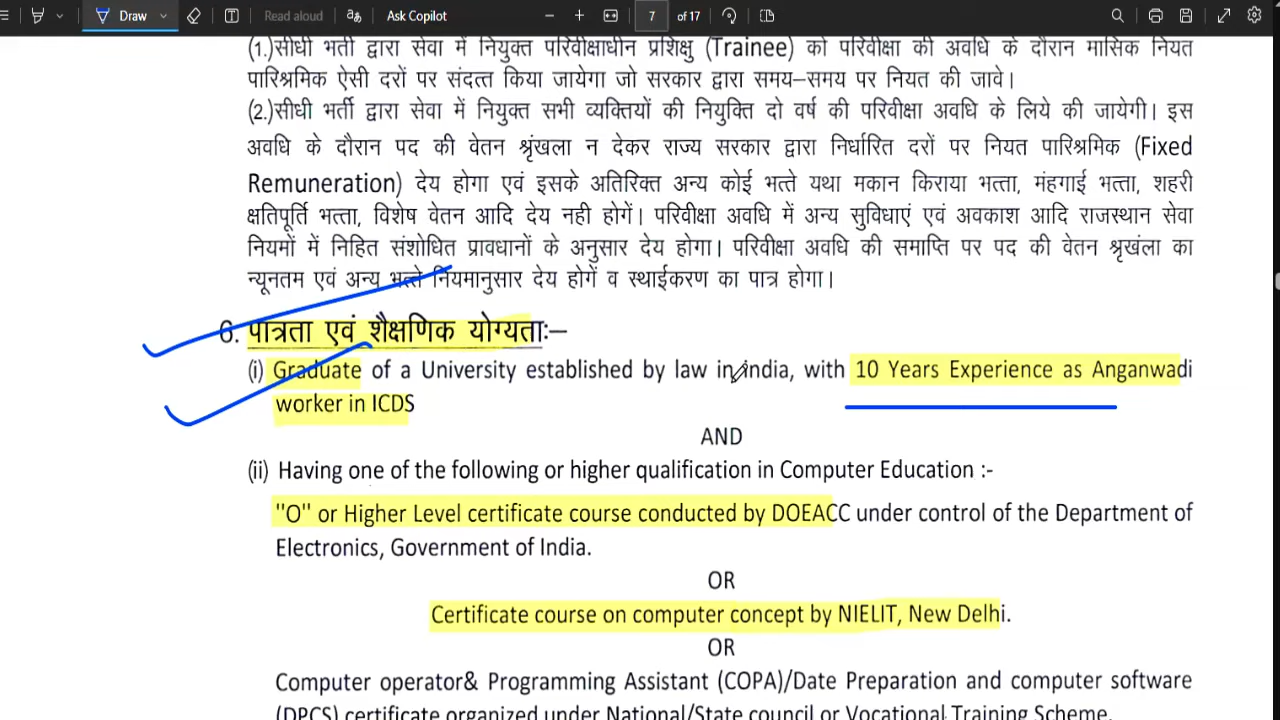 Draw
Read aloud
Ask Copilot
7 of 17
(1.)सीधी भर्ती द्वारा सेवा में नियुक्त परिवीक्षाधीन प्रशिक्षु (Trainee) को परिवीक्षा की अवधि के दौरान मासिक नियत
पारिश्रमिक ऐसी दरों पर संदत्त किया जायेगा जो सरकार द्वारा समय–समय पर नियत की जावे।
(2.)सीधी भर्ती द्वारा सेवा में नियुक्त सभी व्यक्तियों की नियुक्ति दो वर्ष की परिवीक्षा अवधि के लिये की जायेगी। इस
अवधि के दौरान पद की वेतन श्रृंखला न देकर राज्य सरकार द्वारा निर्धारित दरों पर नियत पारिश्रमिक (Fixed
Remuneration) देय होगा एवं इसके अतिरिक्त अन्य कोई भत्ते यथा मकान किराया भत्ता, मंहगाई भत्ता, शहरी
क्षतिपूर्ति भत्ता, विशेष वेतन आदि देय नही होगें। परिवीक्षा अवधि में अन्य सुविधाएं एवं अवकाश आदि राजस्थान सेवा
नियमों में निहित संशोधित प्रावधानों के अनुसार देय होगा। परिवीक्षा अवधि की समाप्ति पर पद की वेतन श्रृखंला का
न्यूनतम एवं अन्य भत्ते नियमानुसार देय होगें व स्थाईकरण का पात्र होगा।
6. पात्रता एवं शैक्षणिक योग्यताः–
(i) Graduate of a University established by law in india, with 10 Years Experience as Anganwadi
worker in ICDS
AND
(ii) Having one of the following or higher qualification in Computer Education :-
"O" or Higher Level certificate course conducted by DOEACC under control of the Department of
Electronics, Government of India.
OR
Certificate course on computer concept by NIELIT, New Delhi.
OR
Computer operator& Programming Assistant (COPA)/Date Preparation and computer software
(DPCS) certificate organized under National/State council or Vocational Training Scheme.